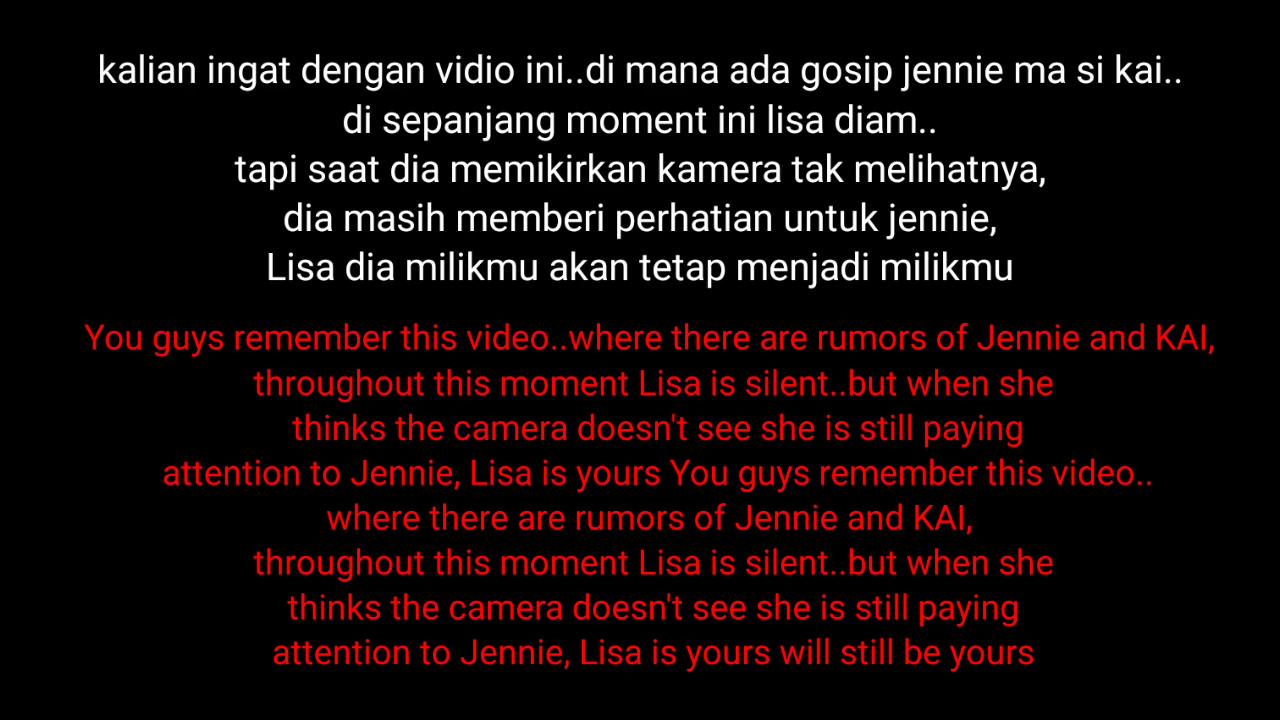 kalian ingat dengan vidio ini..di mana ada gosip jennie ma si kai..
di sepanjang moment ini lisa diam..
tapi saat dia memikirkan kamera tak melihatnya,
dia masih memberi perhatian untuk jennie,
Lisa dia milikmu akan tetap menjadi milikmu
You guys remember this video..where there are rumors of Jennie and KAI,
throughout this moment Lisa is silent..but when she
thinks the camera doesn't see she is still paying
attention to Jennie, Lisa is yours You guys remember this video..
where there are rumors of Jennie and KAI,
throughout this moment Lisa is silent..but when she
thinks the camera doesn't see she is still paying
attention to Jennie, Lisa is yours will still be yours